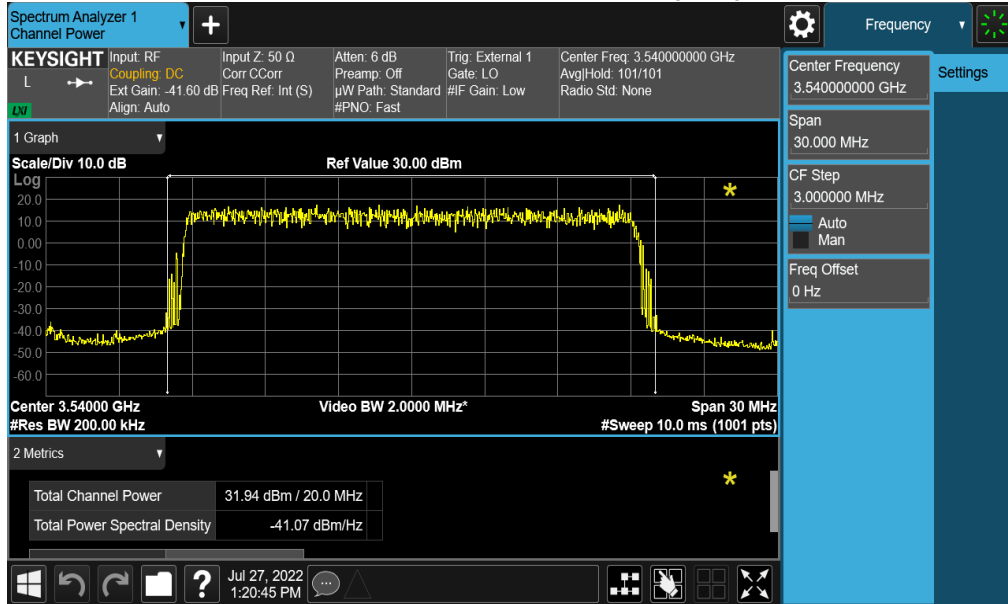 Spectrum Analyzer 1
Channel Power
+
Frequency
KEYSIGHT
L
LXI
Input: RF
Coupling: DC
Ext Gain: -41.60 dB
Align: Auto
Input Z: 50 Ω
Corr CCorr
Freq Ref: Int (S)
Atten: 6 dB
Preamp: Off
µW Path: Standard
#PNO: Fast
Trig: External 1
Gate: LO
#IF Gain: Low
Center Freq: 3.540000000 GHz
Avg|Hold: 101/101
Radio Std: None
Center Frequency
3.540000000 GHz
Settings
Span
30.000 MHz
CF Step
3.000000 MHz
Auto
Man
Freq Offset
0 Hz
1 Graph
Scale/Div 10.0 dB
Ref Value 30.00 dBm
Log
20.0
10.0
0.00
-10.0
-20.0
-30.0
-40.0
-50.0
-60.0
*
Center 3.54000 GHz
Video BW 2.0000 MHz*
Span 30 MHz
#Res BW 200.00 kHz
#Sweep 10.0 ms (1001 pts)
2 Metrics
*
Total Channel Power 31.94 dBm / 20.0 MHz
Total Power Spectral Density -41.07 dBm/Hz
?
Jul 27, 2022
1:20:45 PM